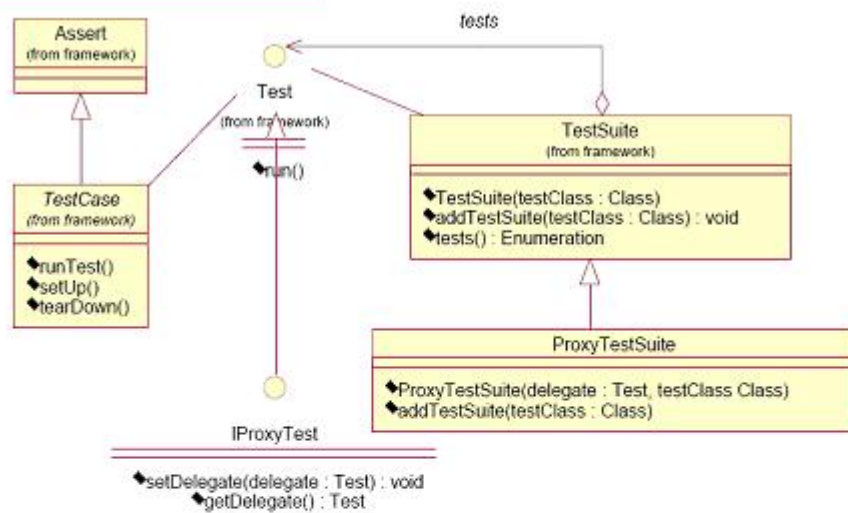 tests
Assert
(from framework)
Test
(from framework)
run()
TestSuite
(from framework)
TestSuite(testClass : Class)
addTestSuite(testClass : Class) : void
tests() : Enumeration
TestCase
(from framework)
runTest()
setUp()
tearDown()
ProxyTestSuite
ProxyTestSuite(delegate : Test, testClass Class)
addTestSuite(testClass : Class)
IProxyTest
setDelegate(delegate : Test) : void
getDelegate() : Test